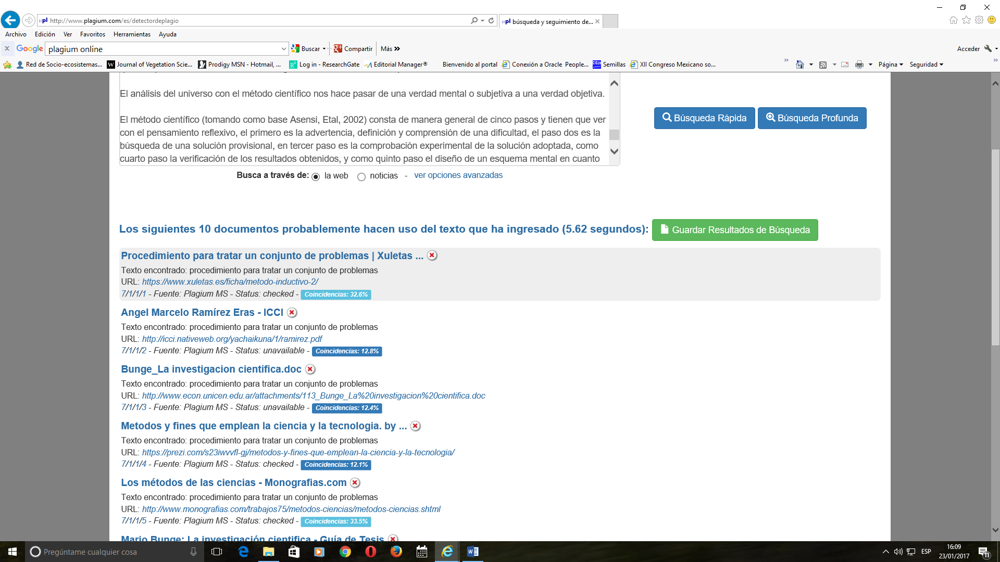 http://www.plagium.com/es/detectordeplagio
::pl búsqueda y seguimiento de...
Archivo Edición Ver Favoritos Herramientas Ayuda
x Google plagium online Buscar Compartir Más Acceder
Red de Socio-ecosistemas... Journal of Vegetation Scie... Prodigy MSN - Hotmail, ... Log in - ResearchGate Editorial Manager® Bienvenido al portal Conexión a Oracle People... Semillas XII Congreso Mexicano so... Página Seguridad
El análisis del universo con el método científico nos hace pasar de una verdad mental o subjetiva a una verdad objetiva.
El método científico (tomando como base Asensi, Etal, 2002) consta de manera general de cinco pasos y tienen que ver
con el pensamiento reflexivo, el primero es la advertencia, definición y comprensión de una dificultad, el paso dos es la
búsqueda de una solución provisional, en tercer paso es la comprobación experimental de la solución adoptada, como
cuarto paso la verificación de los resultados obtenidos, y como quinto paso el diseño de un esquema mental en cuanto
Búsqueda Rápida Búsqueda Profunda
Busca a través de: la web noticias - ver opciones avanzadas
Los siguientes 10 documentos probablemente hacen uso del texto que ha ingresado (5.62 segundos): Guardar Resultados de Búsqueda
Procedimiento para tratar un conjunto de problemas | Xuletas ...
Texto encontrado: procedimiento para tratar un conjunto de problemas
URL: https://www.xuletas.es/ficha/metodo-inductivo-2/
7/1/1/1 - Fuente: Plagium MS - Status: checked - Coincidencias: 32.6%
Angel Marcelo Ramírez Eras - ICCI
Texto encontrado: procedimiento para tratar un conjunto de problemas
URL: http://icci.nativeweb.org/yachaikuna/1/ramirez.pdf
7/1/1/2 - Fuente: Plagium MS - Status: unavailable - Coincidencias: 12.8%
Bunge_La investigacion cientifica.doc
Texto encontrado: procedimiento para tratar un conjunto de problemas
URL: http://www.econ.unicen.edu.ar/attachments/113_Bunge_La%20investigacion%20cientifica.doc
7/1/1/3 - Fuente: Plagium MS - Status: unavailable - Coincidencias: 12.4%
Metodos y fines que emplean la ciencia y la tecnologia. by ...
Texto encontrado: procedimiento para tratar un conjunto de problemas
URL: https://prezi.com/s23iwvvfl-gj/metodos-y-fines-que-emplean-la-ciencia-y-la-tecnologia/
7/1/1/4 - Fuente: Plagium MS - Status: checked - Coincidencias: 12.1%
Los métodos de las ciencias - Monografias.com
Texto encontrado: procedimiento para tratar un conjunto de problemas
URL: http://www.monografias.com/trabajos75/metodos-ciencias/metodos-ciencias.shtml
7/1/1/5 - Fuente: Plagium MS - Status: checked - Coincidencias: 33.5%
Mario Bunge: La investigación científica - Guía de Tesis
Pregúntame cualquier cosa
ESP
16:09
23/01/2017
11